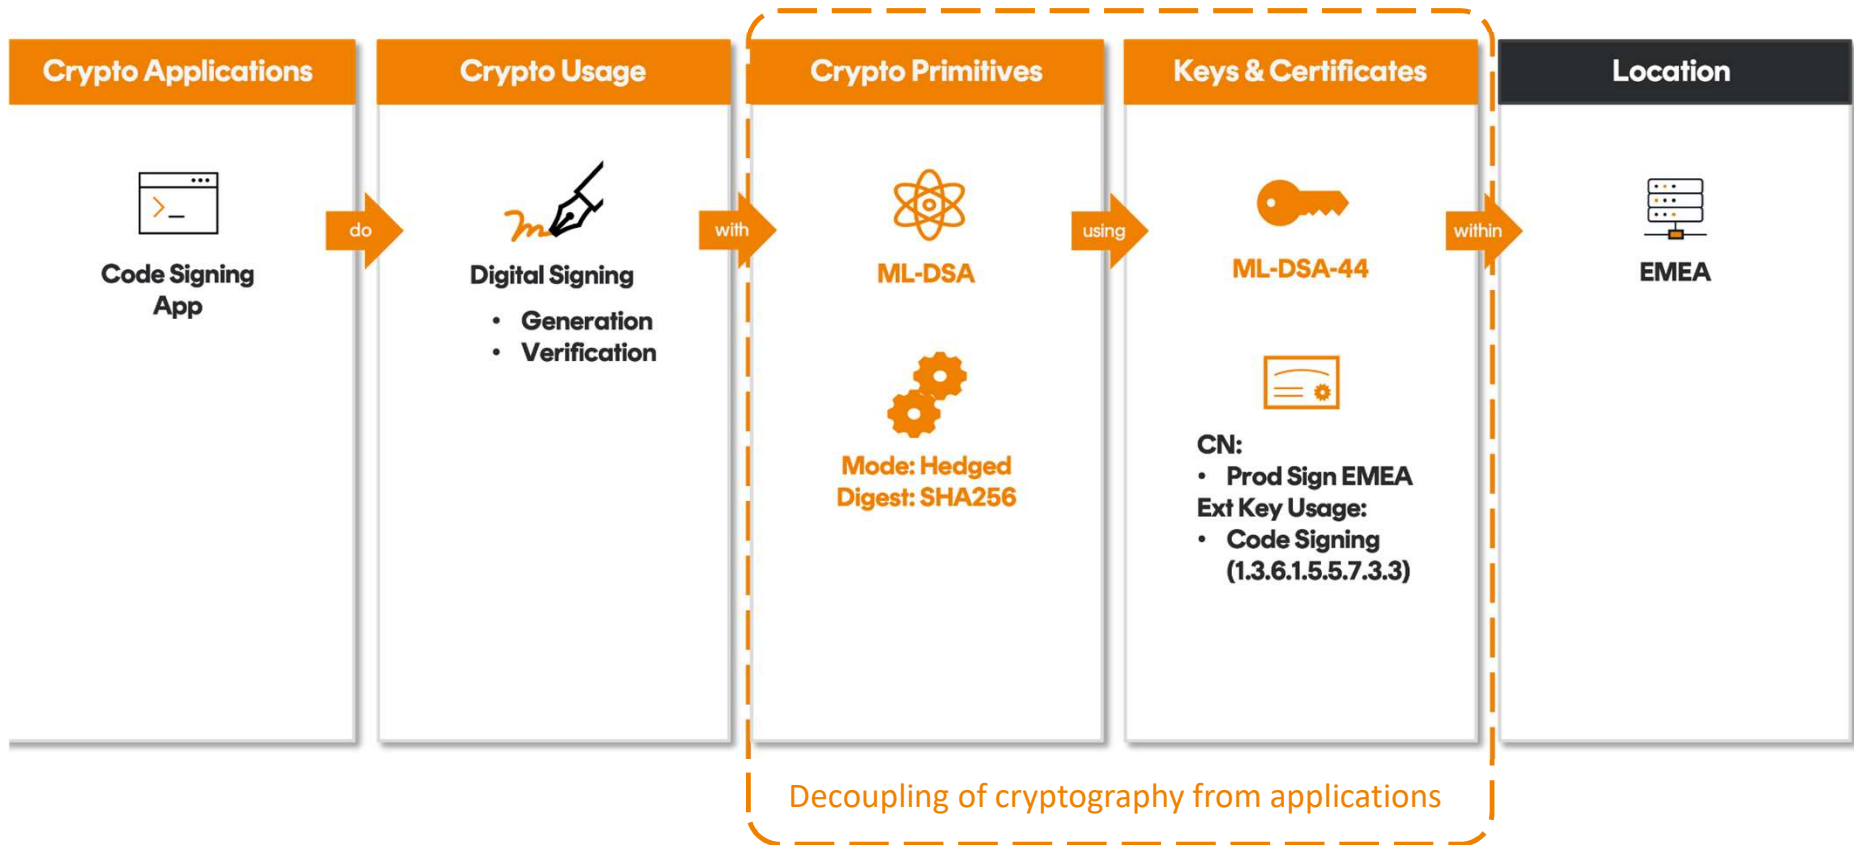 Crypto Applications
Crypto Usage
Crypto Primitives
Keys & Certificates
Location
Code Signing
App
do
Digital Signing
• Generation
• Verification
with
ML-DSA
Mode: Hedged
Digest: SHA256
using
ML-DSA-44
CN:
• Prod Sign EMEA
Ext Key Usage:
• Code Signing
(1.3.6.1.5.5.7.3.3)
within
EMEA
Decoupling of cryptography from applications